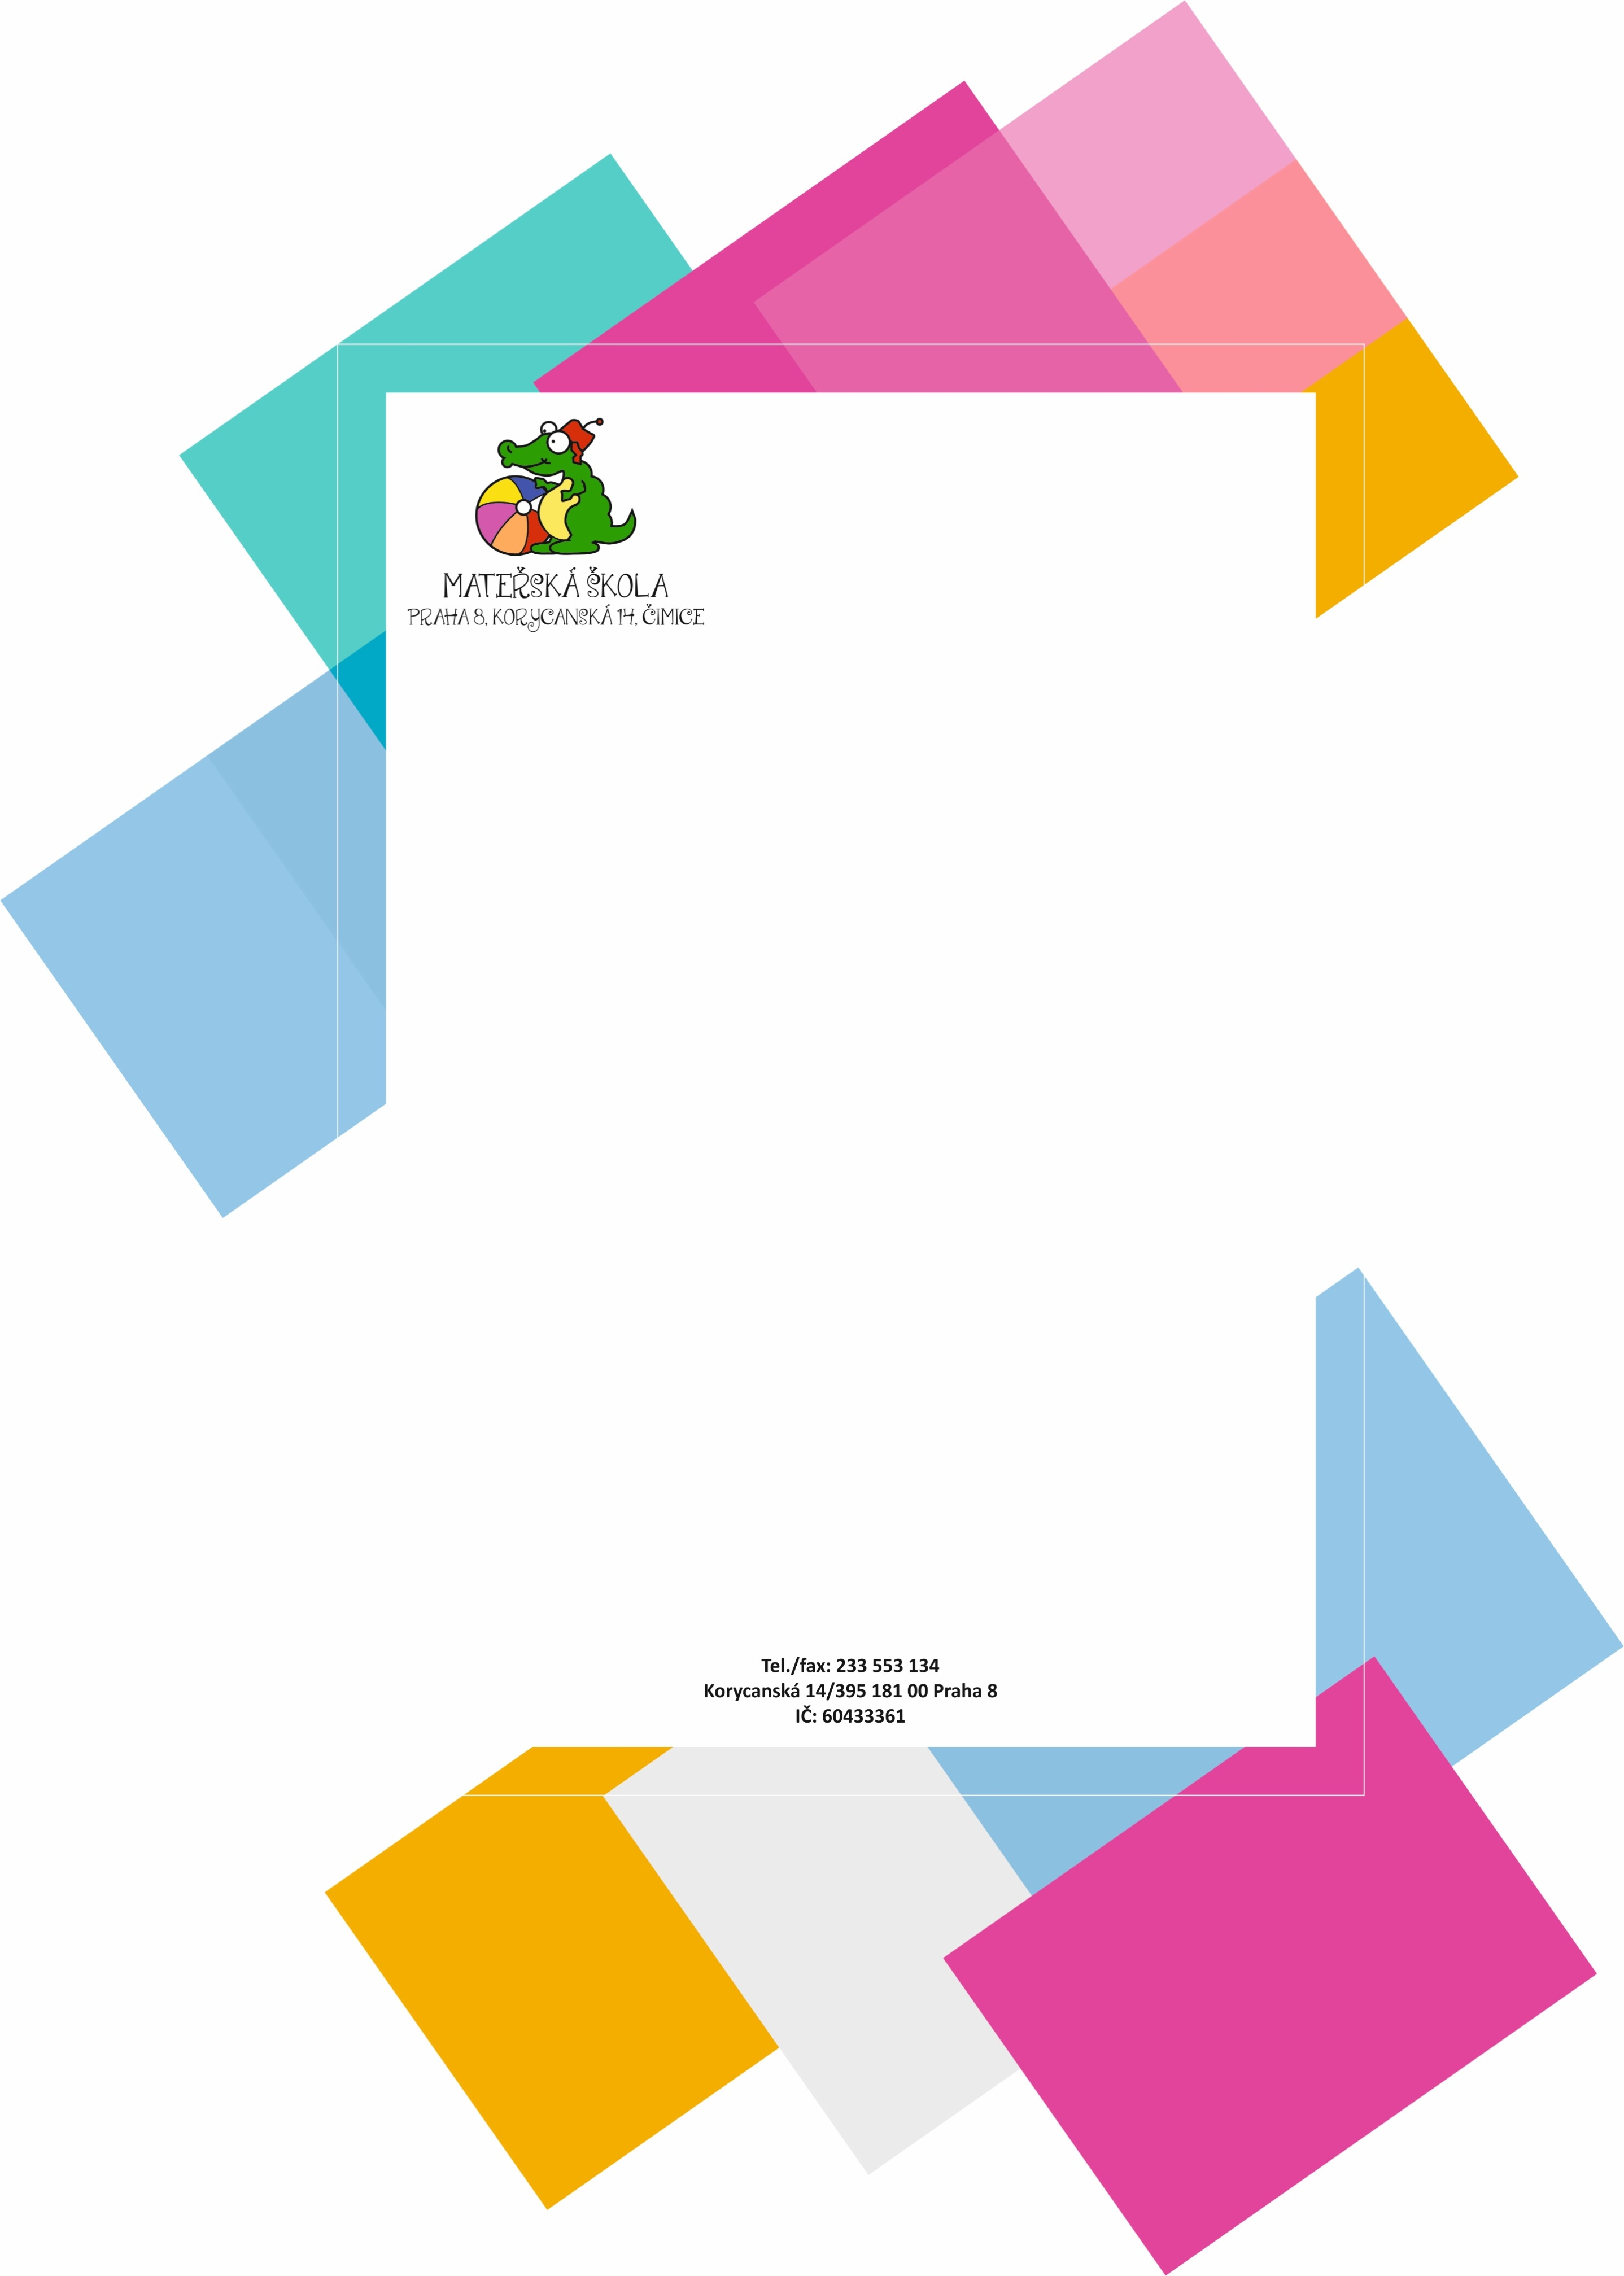 MATEŘSKÁ ŠKOLA
PRAHA 8, KORYCANSKÁ 14, ČIMICE
Tel./fax: 233 553 134
Korycanská 14/395 181 00 Praha 8
IČ: 60433361